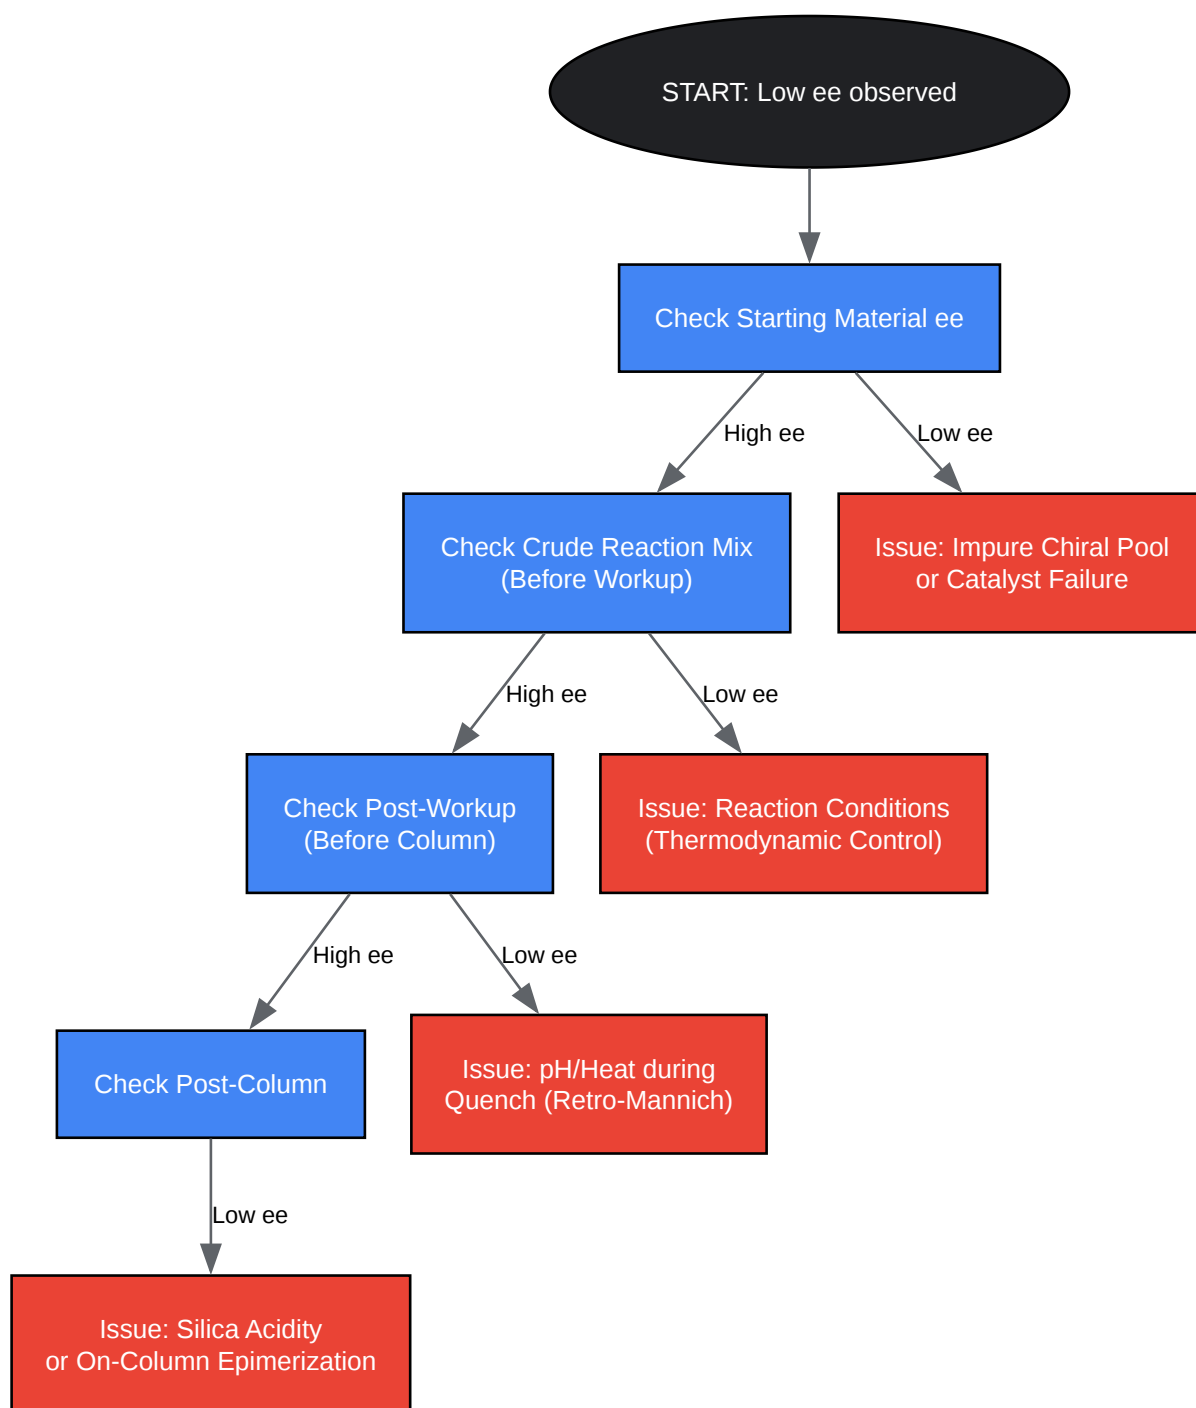 START: Low ee observed
Check Starting Material ee
High ee
Low ee
Check Crude Reaction Mix
(Before Workup)
Issue: Impure Chiral Pool
or Catalyst Failure
High ee
Low ee
Check Post-Workup
(Before Column)
Issue: Reaction Conditions
(Thermodynamic Control)
High ee
Low ee
Check Post-Column
Issue: pH/Heat during
Quench (Retro-Mannich)
Low ee
Issue: Silica Acidity
or On-Column Epimerization